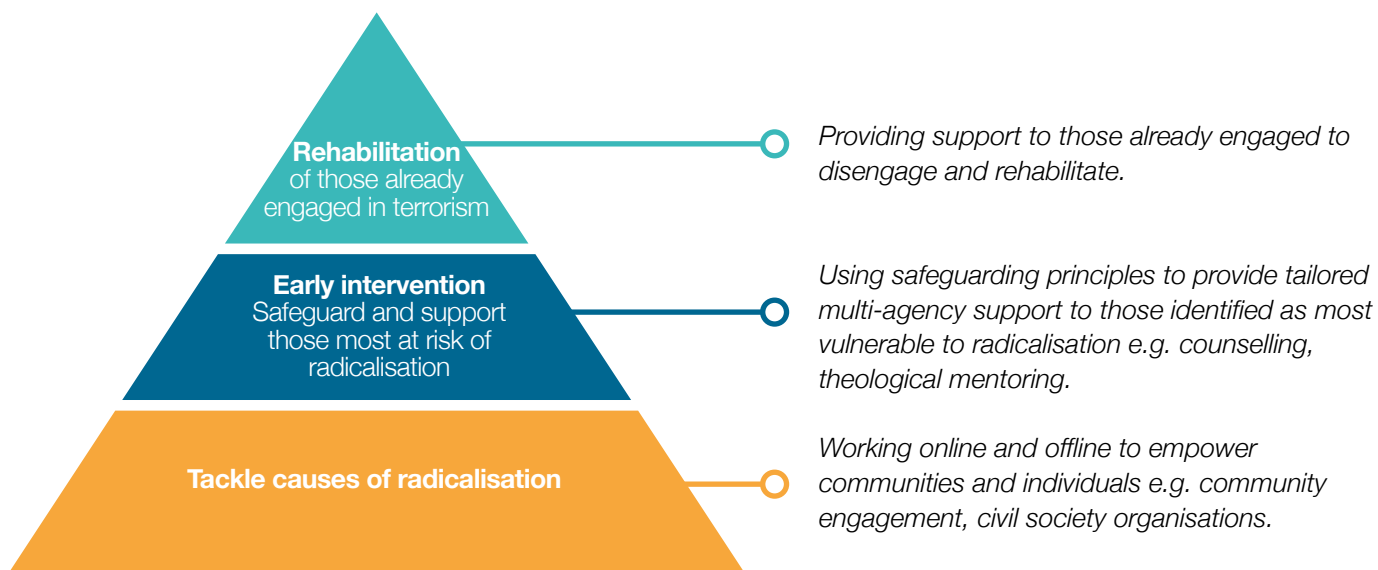 Rehabilitation
of those already
engaged in terrorism
Providing support to those already engaged to
disengage and rehabilitate.
Early intervention
Safeguard and support
those most at risk of
radicalisation
Using safeguarding principles to provide tailored
multi-agency support to those identified as most
vulnerable to radicalisation e.g. counselling,
theological mentoring.
Tackle causes of radicalisation
Working online and offline to empower
communities and individuals e.g. community
engagement, civil society organisations.